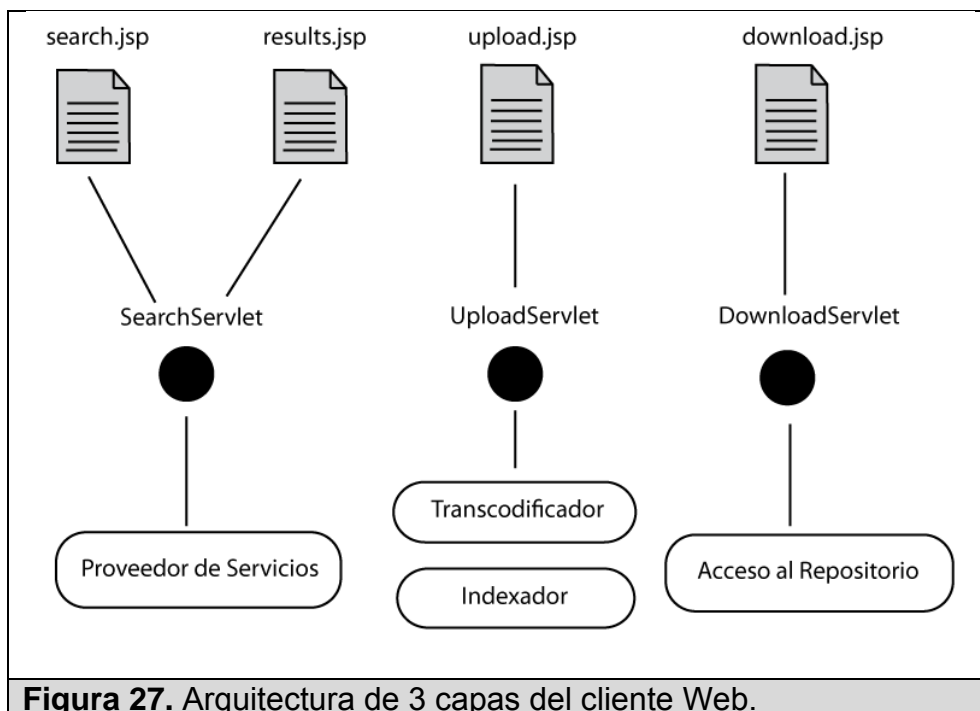 search.jsp
results.jsp
upload.jsp
download.jsp
SearchServlet
UploadServlet
DownloadServlet
Transcodificador
Proveedor de Servicios
Indexador
Acceso al Repositorio
Figura 27. Arquitectura de 3 capas del cliente Web.